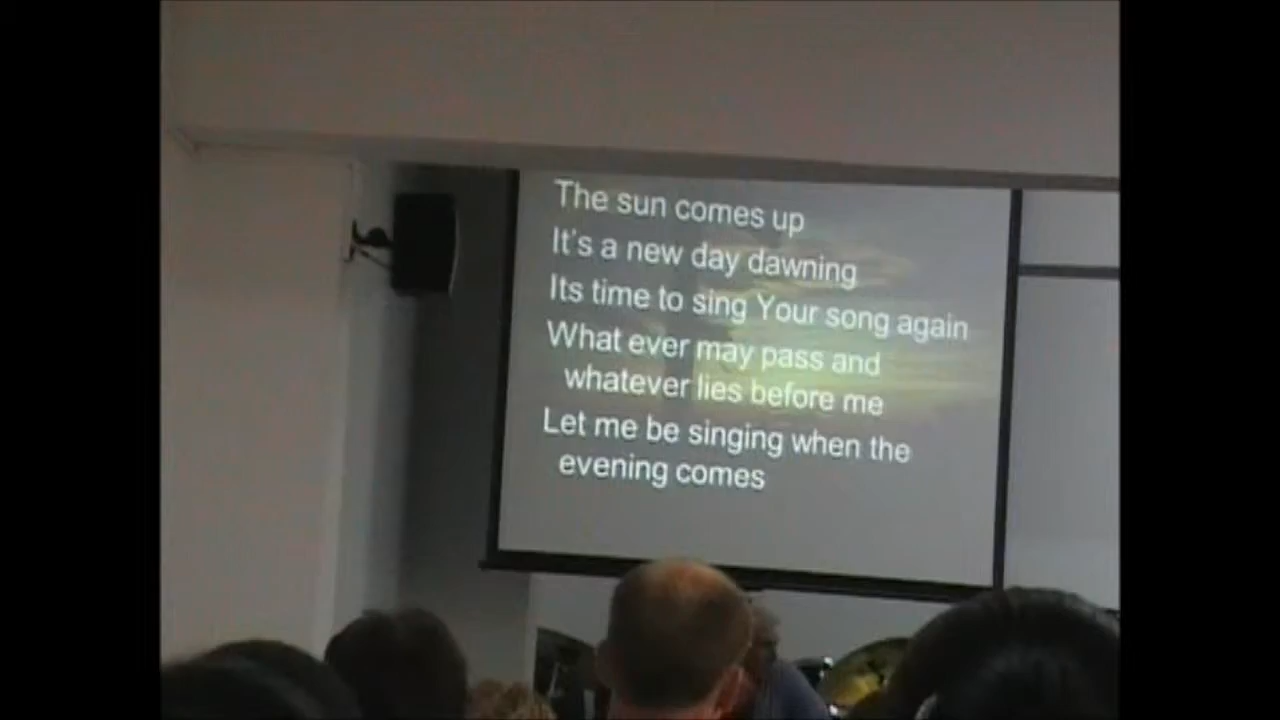 The sun comes up
It's a new day dawning
Its time to sing Your song again
What ever may pass and
whatever lies before me
Let me be singing when the
evening comes